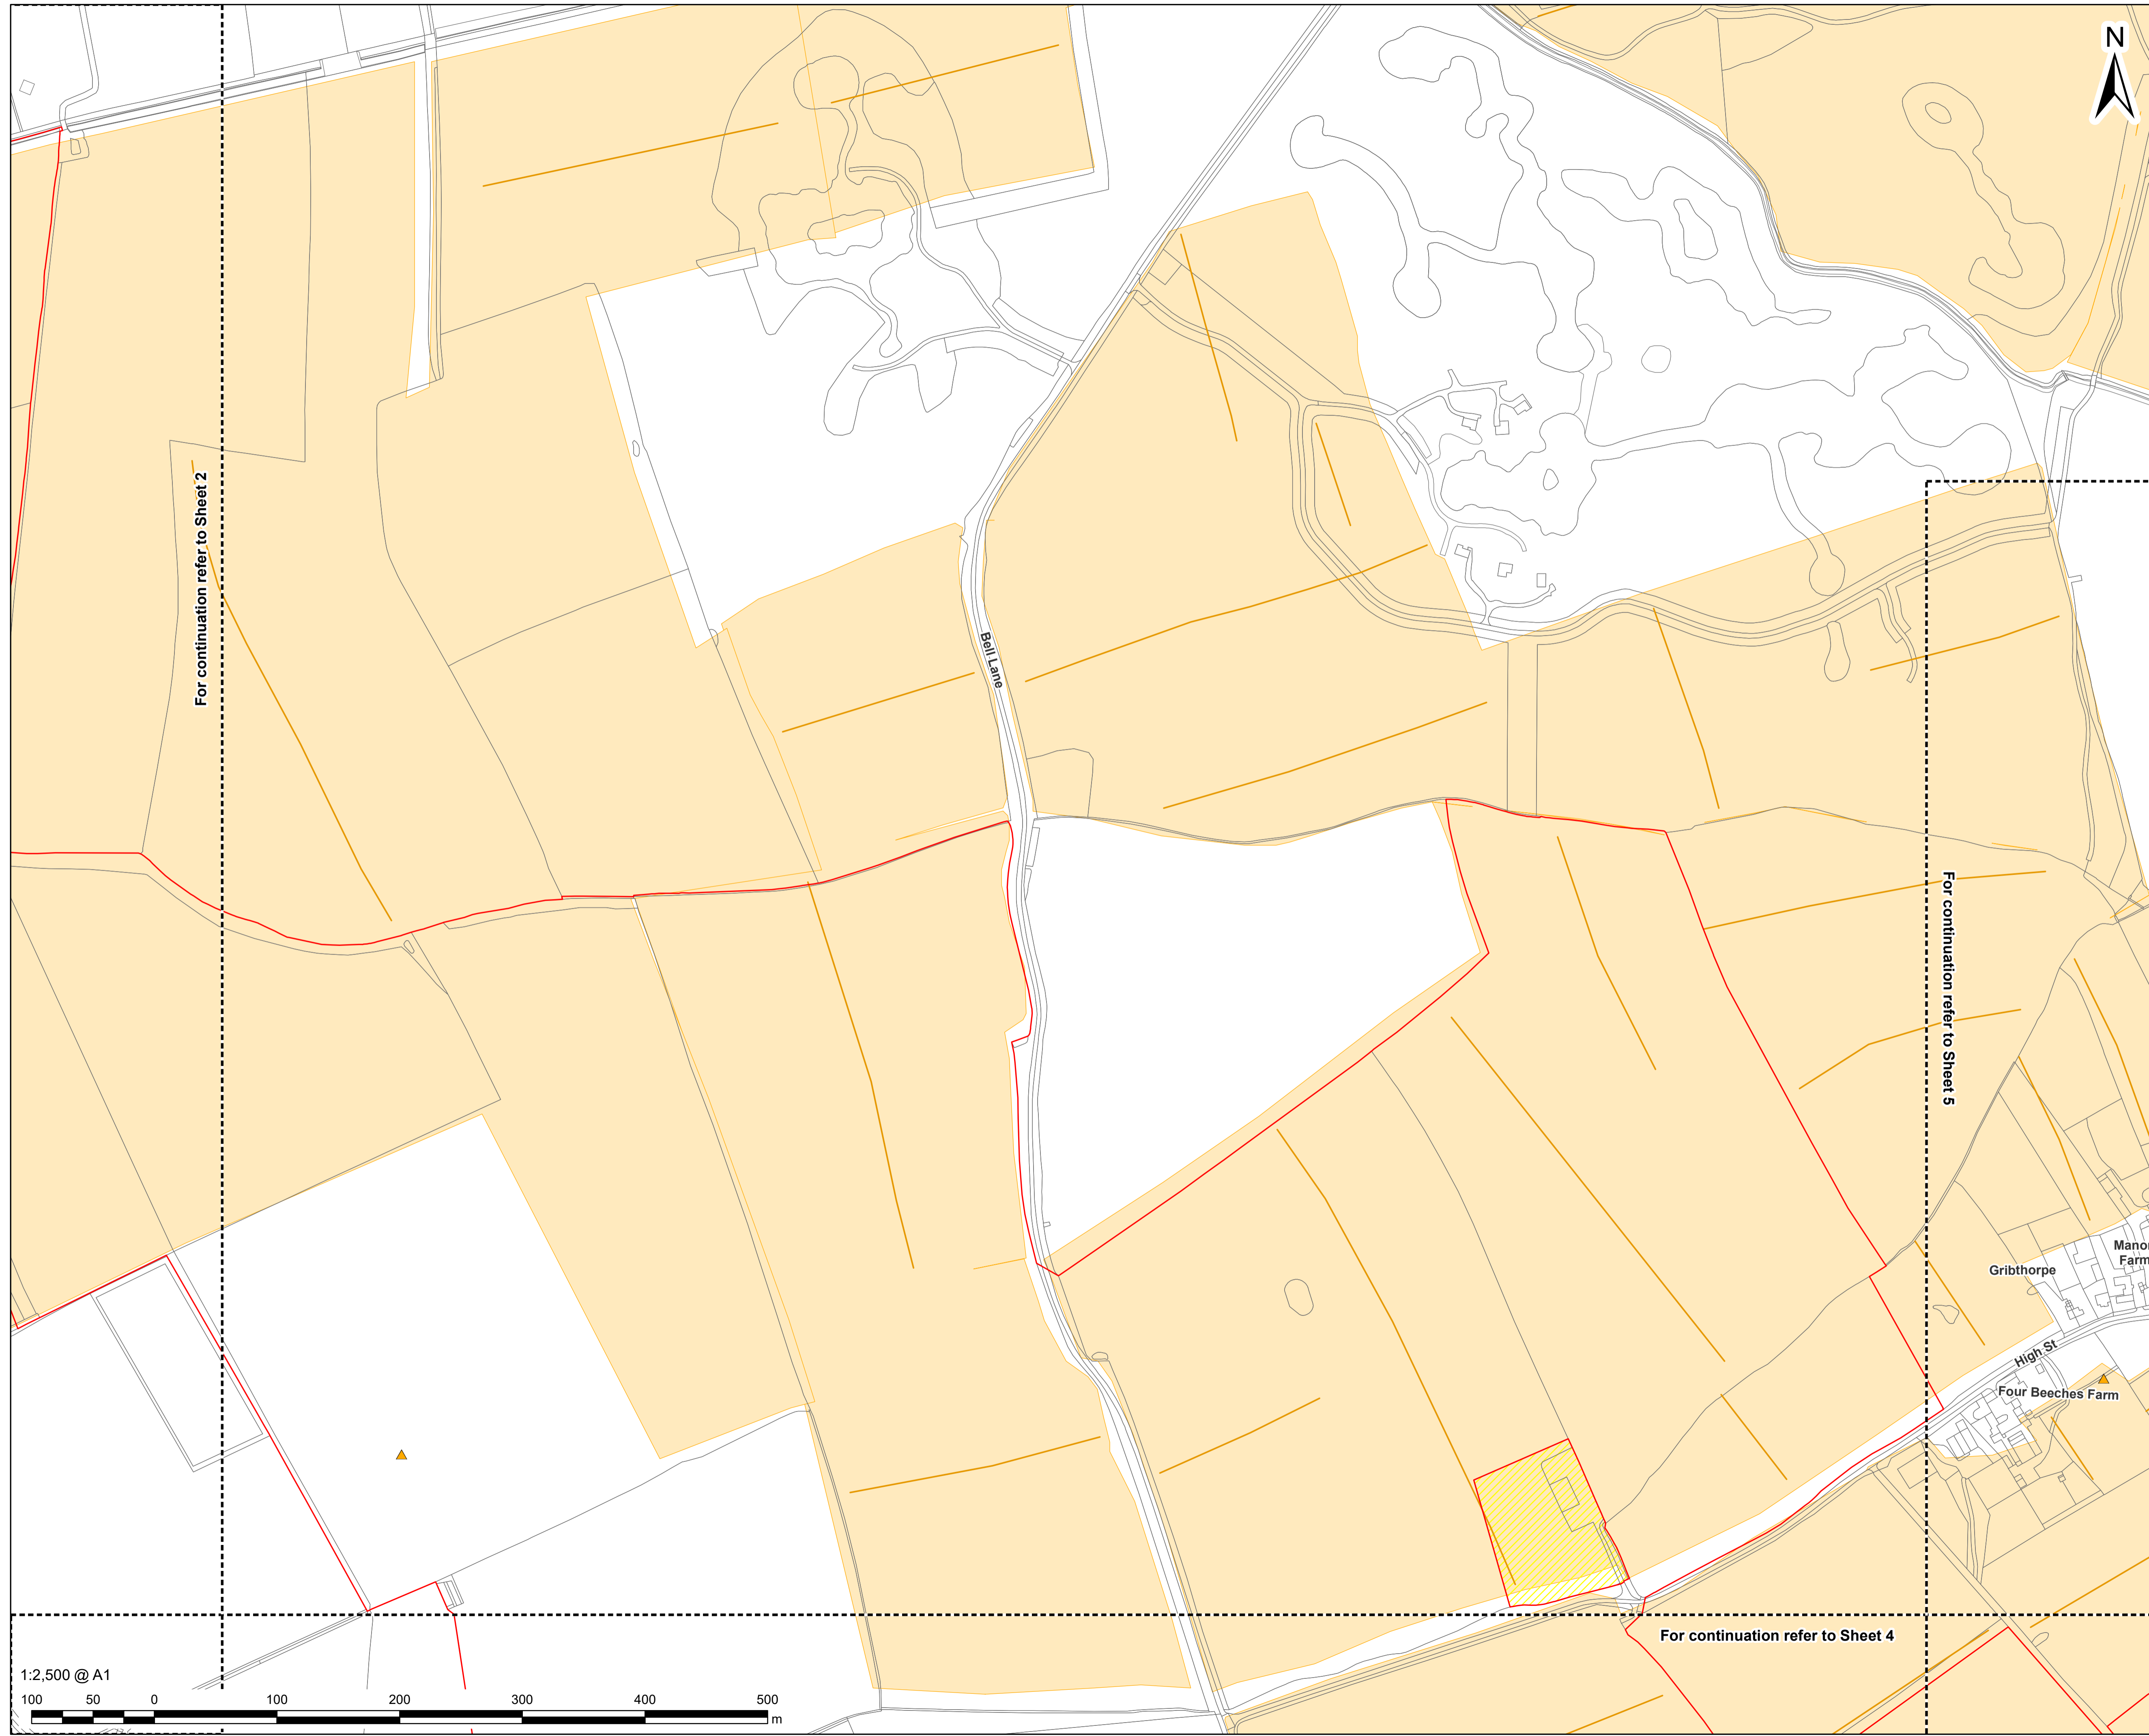 N
For continuation refer to Sheet 2
Bell Lane
For continuation refer to Sheet 5
Manor
Farm
Gribthorpe
High St
Four Beeches Farm
For continuation refer to Sheet 4
1:2,500 @ A1
100 50 0 100 200 300 400 500
m